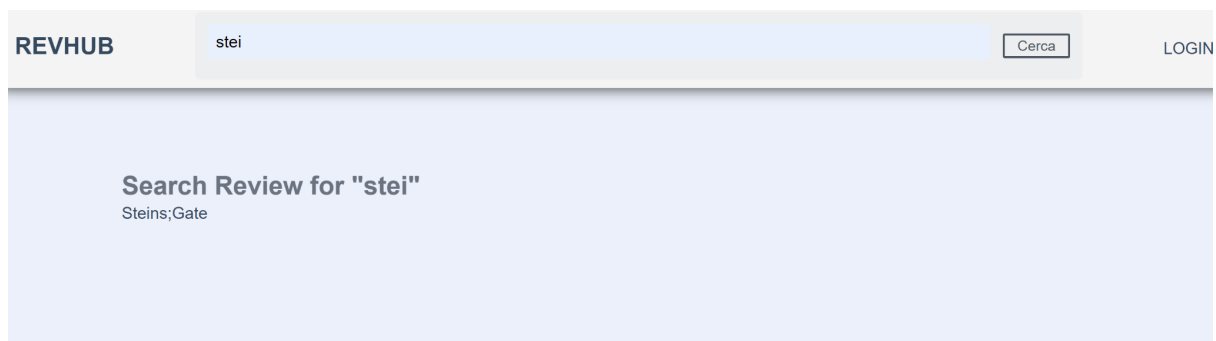 REVHUB
stei
Cerca
LOGIN
Search Review for "stei"
Steins;Gate